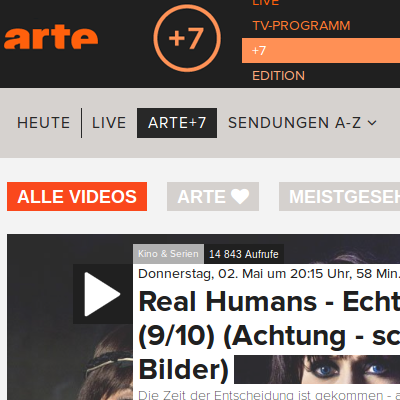 LIVE
arte
+7
TV-PROGRAMM
+7
EDITION
HEUTE LIVE ARTE+7 SENDUNGEN A-Z
ALLE VIDEOS ARTE MEISTGESEH
Kino & Serien 14 843 Aufrufe
Donnerstag, 02. Mai um 20:15 Uhr, 58 Min.
Real Humans - Echt
(9/10) (Achtung - sc
Bilder)
Die Zeit der Entscheidung ist gekommen - a